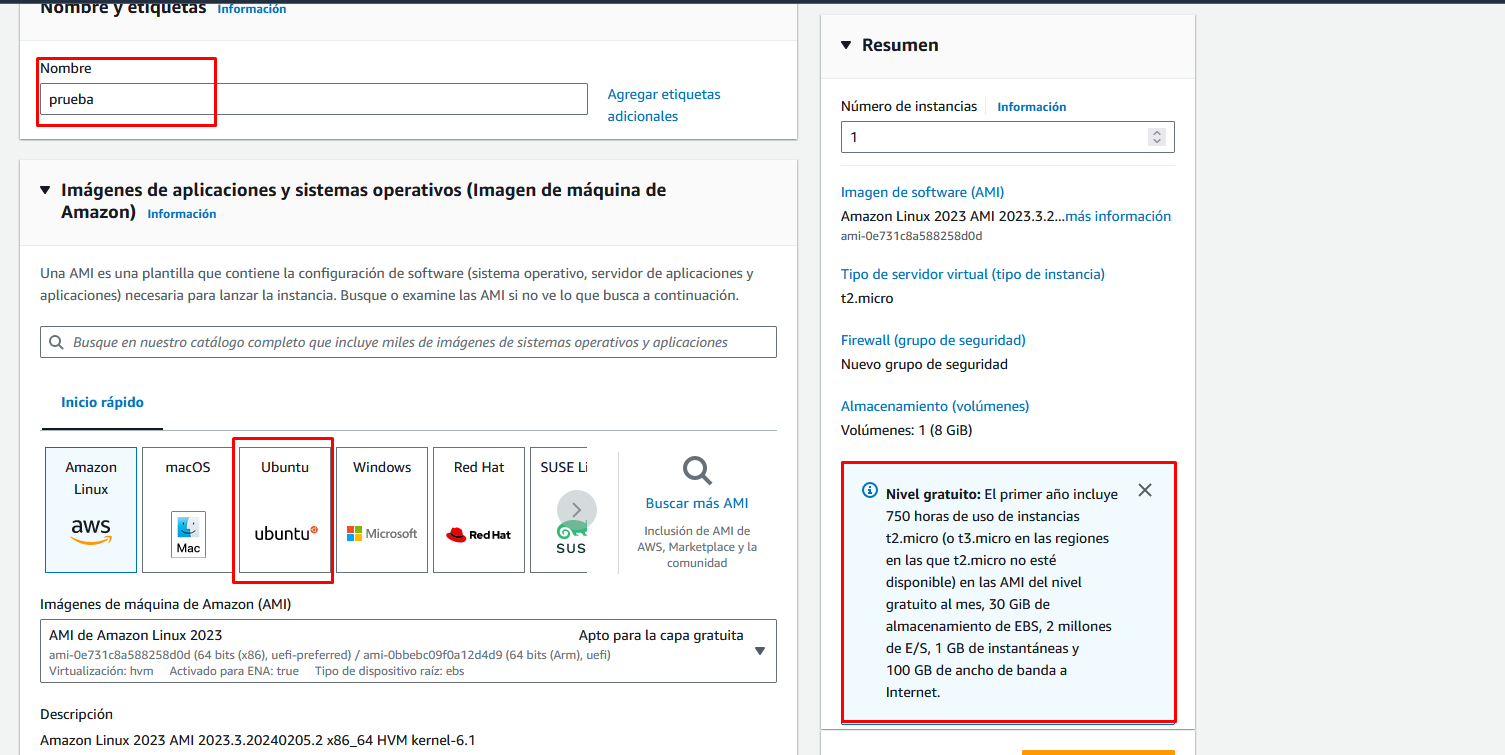 Nombre y etiquetas Información
Nombre
prueba
Agregar etiquetas
adicionales
Imágenes de aplicaciones y sistemas operativos (Imagen de máquina de
Amazon) Información
Una AMI es una plantilla que contiene la configuración de software (sistema operativo, servidor de aplicaciones y
aplicaciones) necesaria para lanzar la instancia. Busque o examine las AMI si no ve lo que busca a continuación.
Busque en nuestro catálogo completo que incluye miles de imágenes de sistemas operativos y aplicaciones
Inicio rápido
Amazon
Linux
aws
macOS
Mac
Ubuntu
ubuntu
Windows
Microsoft
Red Hat
Red Hat
SUSE Li
SUS
Buscar más AMI
Inclusión de AMI de
AWS, Marketplace y la
comunidad
Imágenes de máquina de Amazon (AMI)
AMI de Amazon Linux 2023 Apto para la capa gratuita
ami-0e731c8a588258d0d (64 bits (x86), uefi-preferred) / ami-0bbebc09f0a12d4d9 (64 bits (Arm), uefi)
Virtualización: hvm Activado para ENA: true Tipo de dispositivo raíz: ebs
Descripción
Amazon Linux 2023 AMI 2023.3.20240205.2 x86_64 HVM kernel-6.1
Resumen
Número de instancias Información
1
Imagen de software (AMI)
Amazon Linux 2023 AMI 2023.3.2...más información
ami-0e731c8a588258d0d
Tipo de servidor virtual (tipo de instancia)
t2.micro
Firewall (grupo de seguridad)
Nuevo grupo de seguridad
Almacenamiento (volúmenes)
Volúmenes: 1 (8 GiB)
Nivel gratuito: El primer año incluye
750 horas de uso de instancias
t2.micro (o t3.micro en las regiones
en las que t2.micro no esté
disponible) en las AMI del nivel
gratuito al mes, 30 GiB de
almacenamiento de EBS, 2 millones
de E/S, 1 GB de instantáneas y
100 GB de ancho de banda a
Internet.